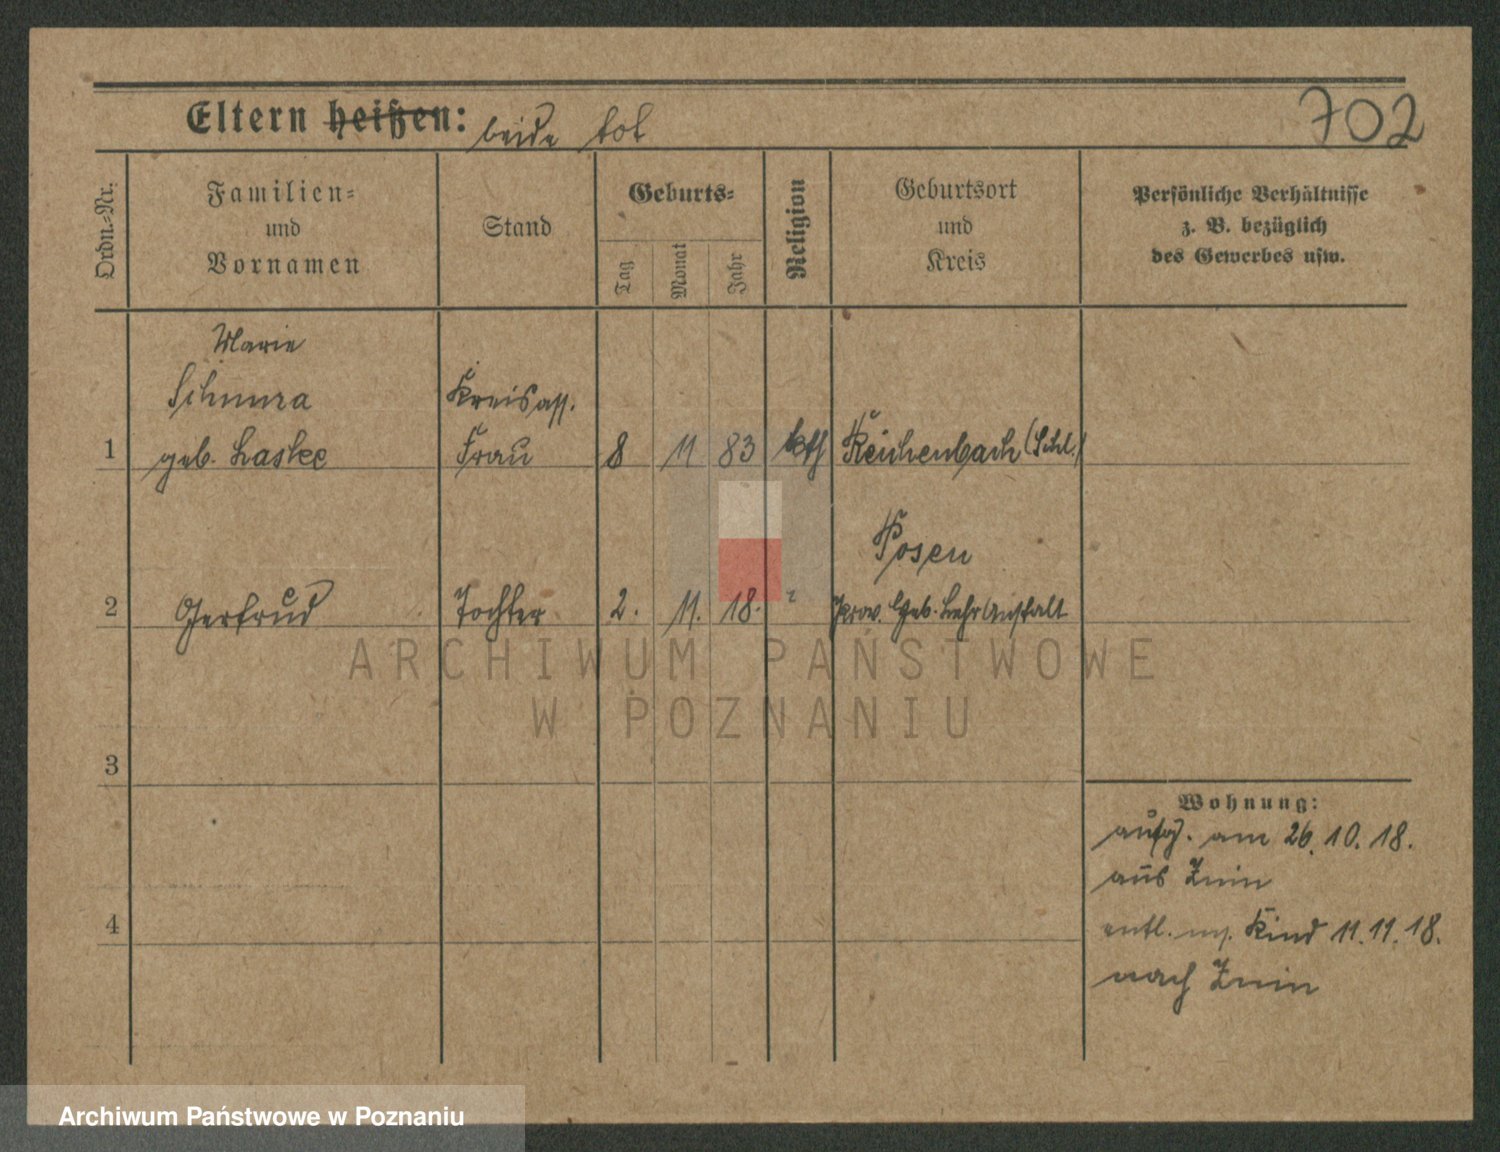 Eltern heißen: beide tot
702
Ordn.-Nr.
Familien-
und
Vornamen
Stand
Geburts-
Tag
Monat
Jahr
Religion
Geburtsort
und
Kreis
Persönliche Verhältnisse
z. B. bezüglich
des Gewerbes usw.
Marie
Schnura Kreisass.
1 geb. Laske Frau 8 11 83 kth Reichenbach (Schl.)
Posen
2 Gertrud Tochter 2. 11. 18. Prov. Geb. Lehranstalt
3
Wohnung:
aufg. am 26.10.18.
aus Znin
4
entl. m. Kind 11.11.18.
nach Znin
ARCHIWUM PAŃSTWOWE
W POZNANIU
Archiwum Państwowe w Poznaniu